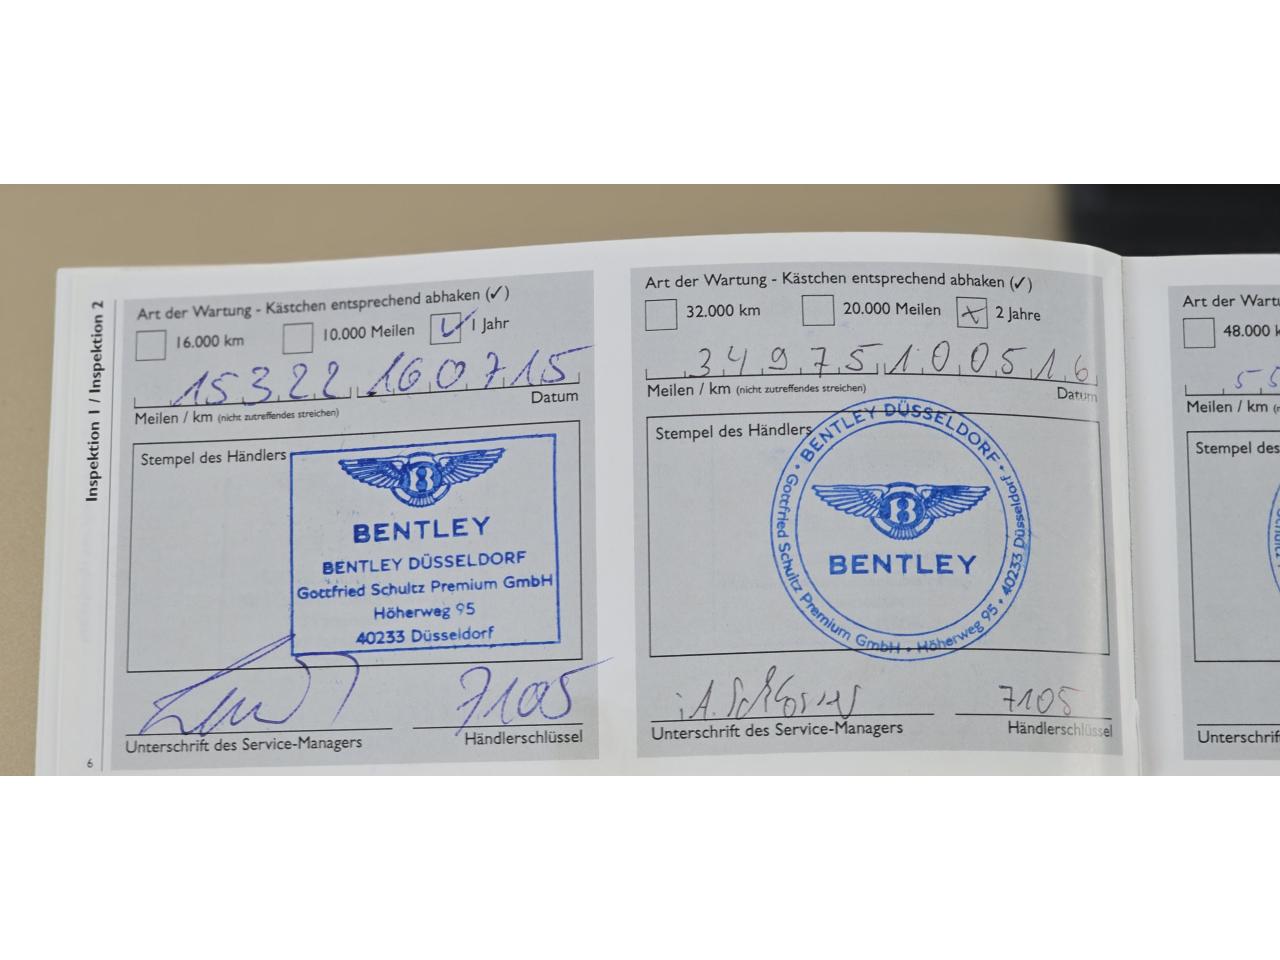 Inspektion 1 / Inspektion 2
Art der Wartung - Kästchen entsprechend abhaken (✓)
16.000 km 10.000 Meilen ✓ 1 Jahr
15322 160715
Meilen / km (nicht zutreffendes streichen) Datum
Stempel des Händlers
B
BENTLEY
BENTLEY DÜSSELDORF
Gottfried Schultz Premium GmbH
Höherweg 95
40233 Düsseldorf
7105
Unterschrift des Service-Managers Händlerschlüssel
6
Art der Wartung - Kästchen entsprechend abhaken (✓)
32.000 km 20.000 Meilen x 2 Jahre
34975 100516
Meilen / km (nicht zutreffendes streichen) Datum
Stempel des Händlers
• BENTLEY DÜSSELDORF •
Gottfried Schultz Premium GmbH • Höherweg 95 • 40233 Düsseldorf
B
BENTLEY
7105
Unterschrift des Service-Managers Händlerschlüssel
Art der Wartu
48.000 k
55
Meilen / km (n
Stempel des
Unterschrif